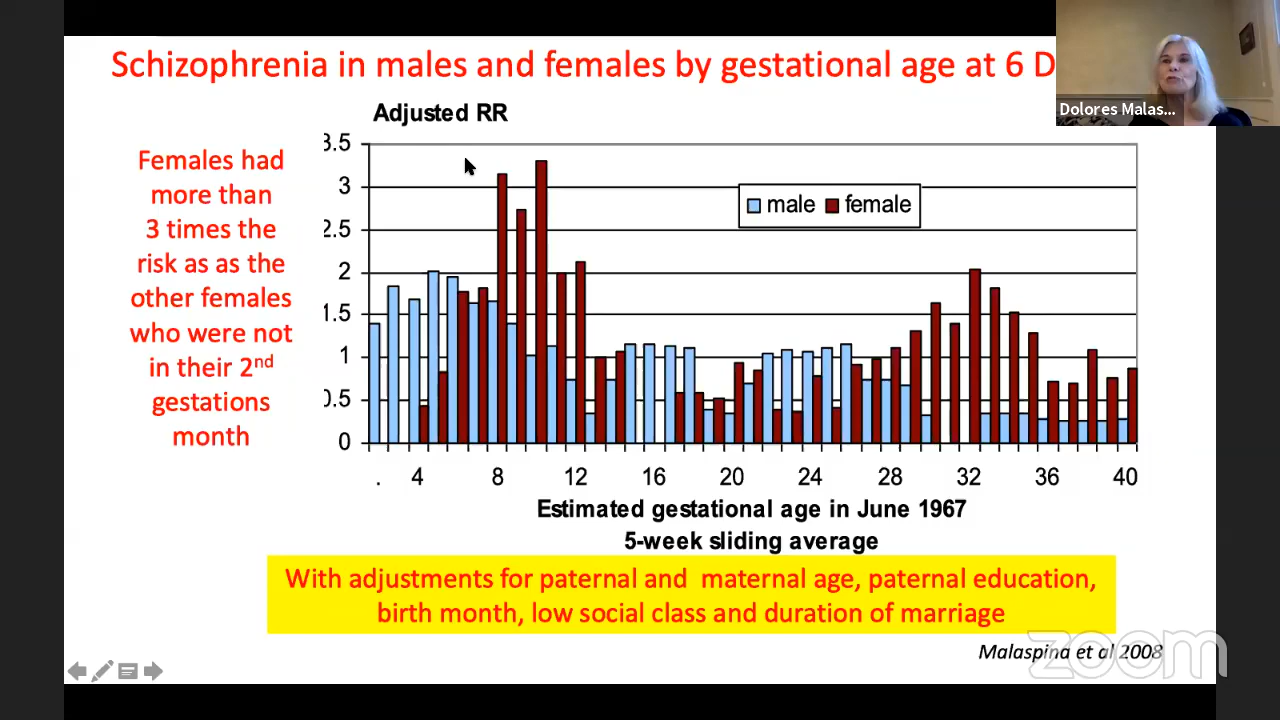 Schizophrenia in males and females by gestational age at 6 D
Dolores Malas...
Adjusted RR
Females had
more than
3 times the
risk as as the
other females
who were not
in their 2nd
gestations
month
3.5
3
2.5
2
1.5
1
0.5
0
male female
. 4 8 12 16 20 24 28 32 36 40
Estimated gestational age in June 1967
5-week sliding average
With adjustments for paternal and maternal age, paternal education,
birth month, low social class and duration of marriage
Malaspina et al 2008
zoom